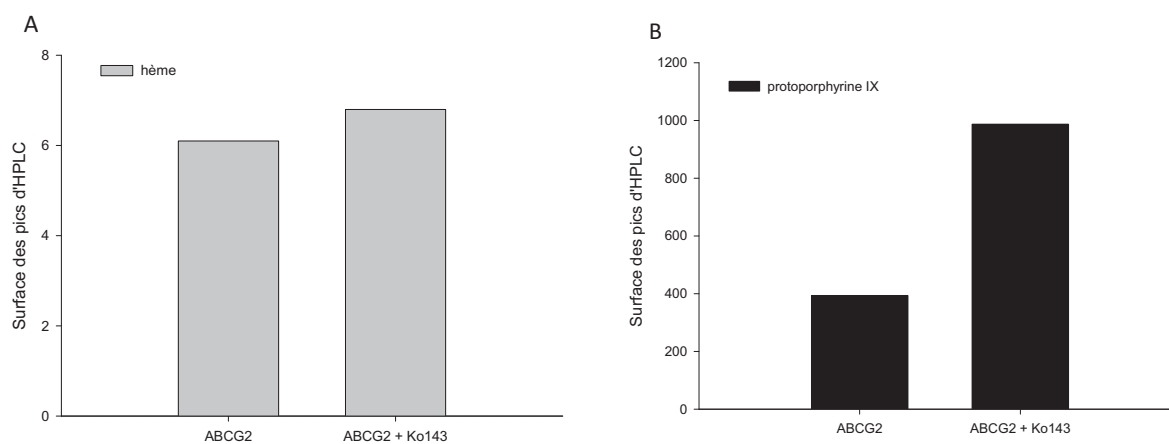 A
hème
Surface des pics d'HPLC
8
6
4
2
0
ABCG2
ABCG2 + Ko143
B
protoporphyrine IX
Surface des pics d'HPLC
1200
1000
800
600
400
200
0
ABCG2
ABCG2 + Ko143